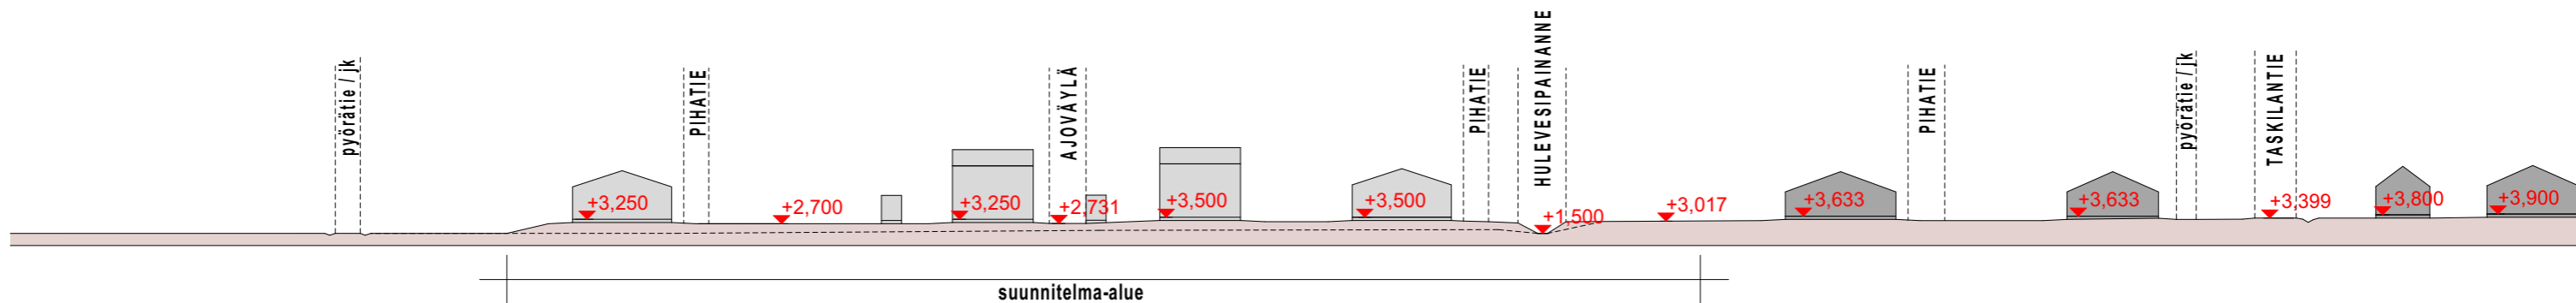 pyörätie / jk
+3,250
PIHATIE
+2,700
+3,250
AJOVÄYLÄ
+2,731
+3,500
+3,500
PIHATIE
HULEVESIPAINANNE
+1,500
+3,017
+3,633
PIHATIE
+3,633
pyörätie / jk
TASKILANTIE
+3,399
+3,800
+3,900
suunnitelma-alue